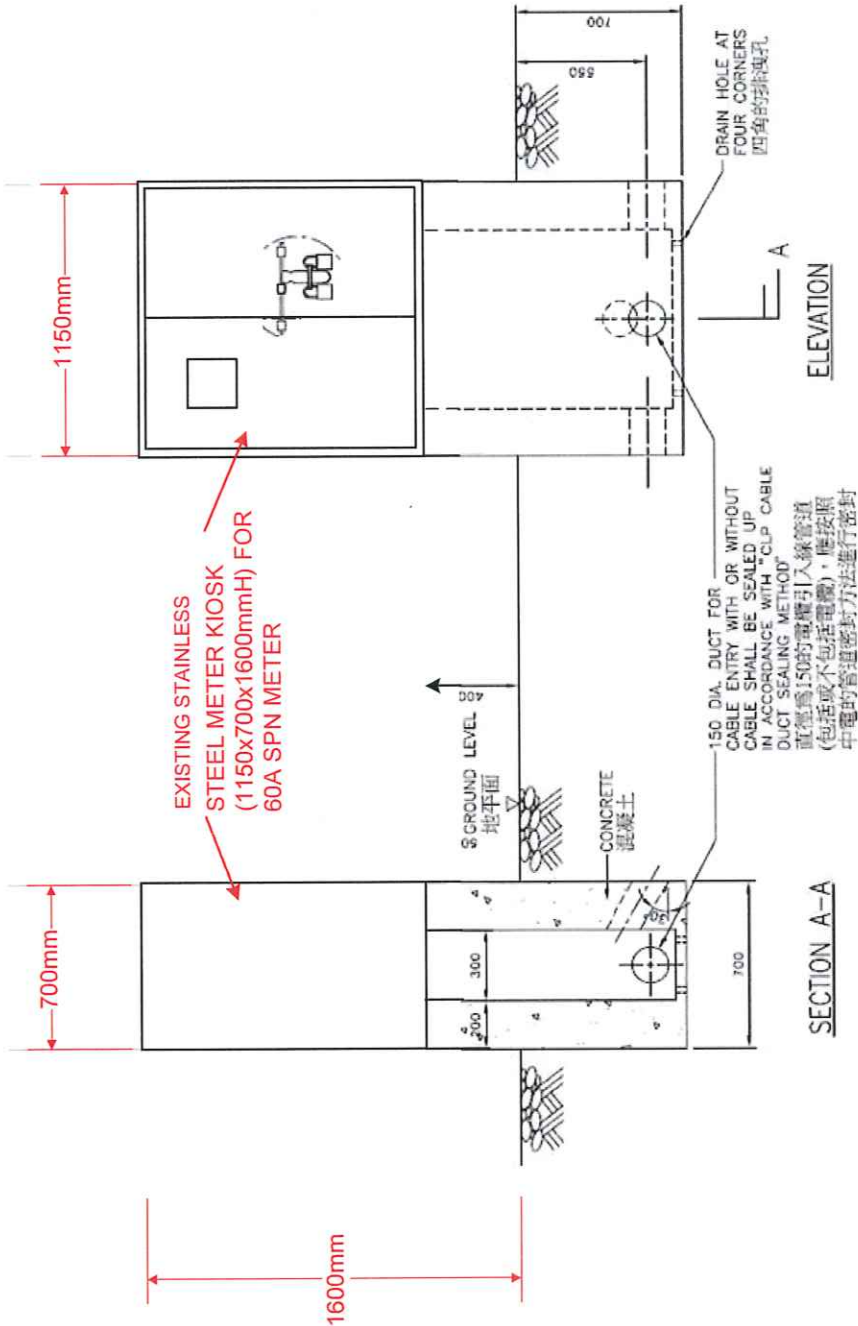 1150mm
700mm
1600mm
EXISTING STAINLESS
STEEL METER KIOSK
(1150x700x1600mmH) FOR
60A SPN METER
GROUND LEVEL
地平面
400
CONCRETE
混凝土
300
200
30°
700
SECTION A-A
150 DIA. DUCT FOR
CABLE ENTRY WITH OR WITHOUT
CABLE SHALL BE SEALED UP
IN ACCORDANCE WITH "CLP CABLE
DUCT SEALING METHOD"
直徑為150的電纜引入線管道
(包括或不包括電纜)，應按照
中電的管道密封方法進行密封
550
700
DRAIN HOLE AT
FOUR CORNERS
四角的排洩孔
A
ELEVATION